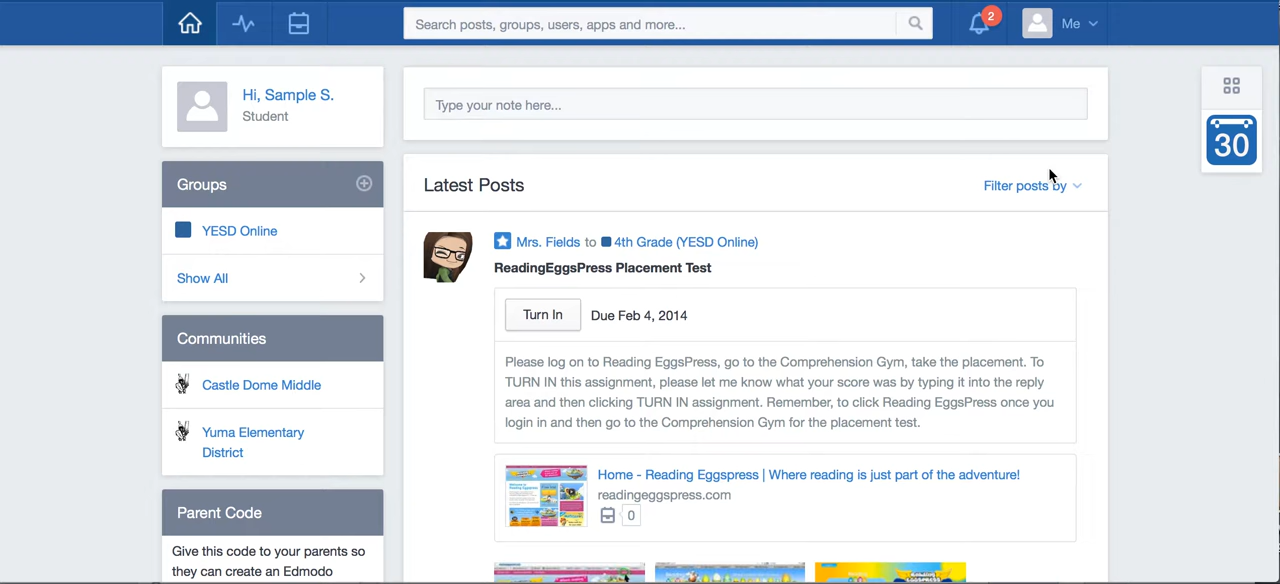 Search posts, groups, users, apps and more...
2
Me
Hi, Sample S.
Student
Type your note here...
30
Groups
YESD Online
Show All
Communities
Castle Dome Middle
Yuma Elementary
District
Parent Code
Give this code to your parents so
they can create an Edmodo
Latest Posts
Filter posts by
Mrs. Fields to 4th Grade (YESD Online)
ReadingEggsPress Placement Test
Turn In
Due Feb 4, 2014
Please log on to Reading EggsPress, go to the Comprehension Gym, take the placement. To
TURN IN this assignment, please let me know what your score was by typing it into the reply
area and then clicking TURN IN assignment. Remember, to click Reading EggsPress once you
login in and then go to the Comprehension Gym for the placement test.
Home - Reading Eggspress | Where reading is just part of the adventure!
readingeggspress.com
0